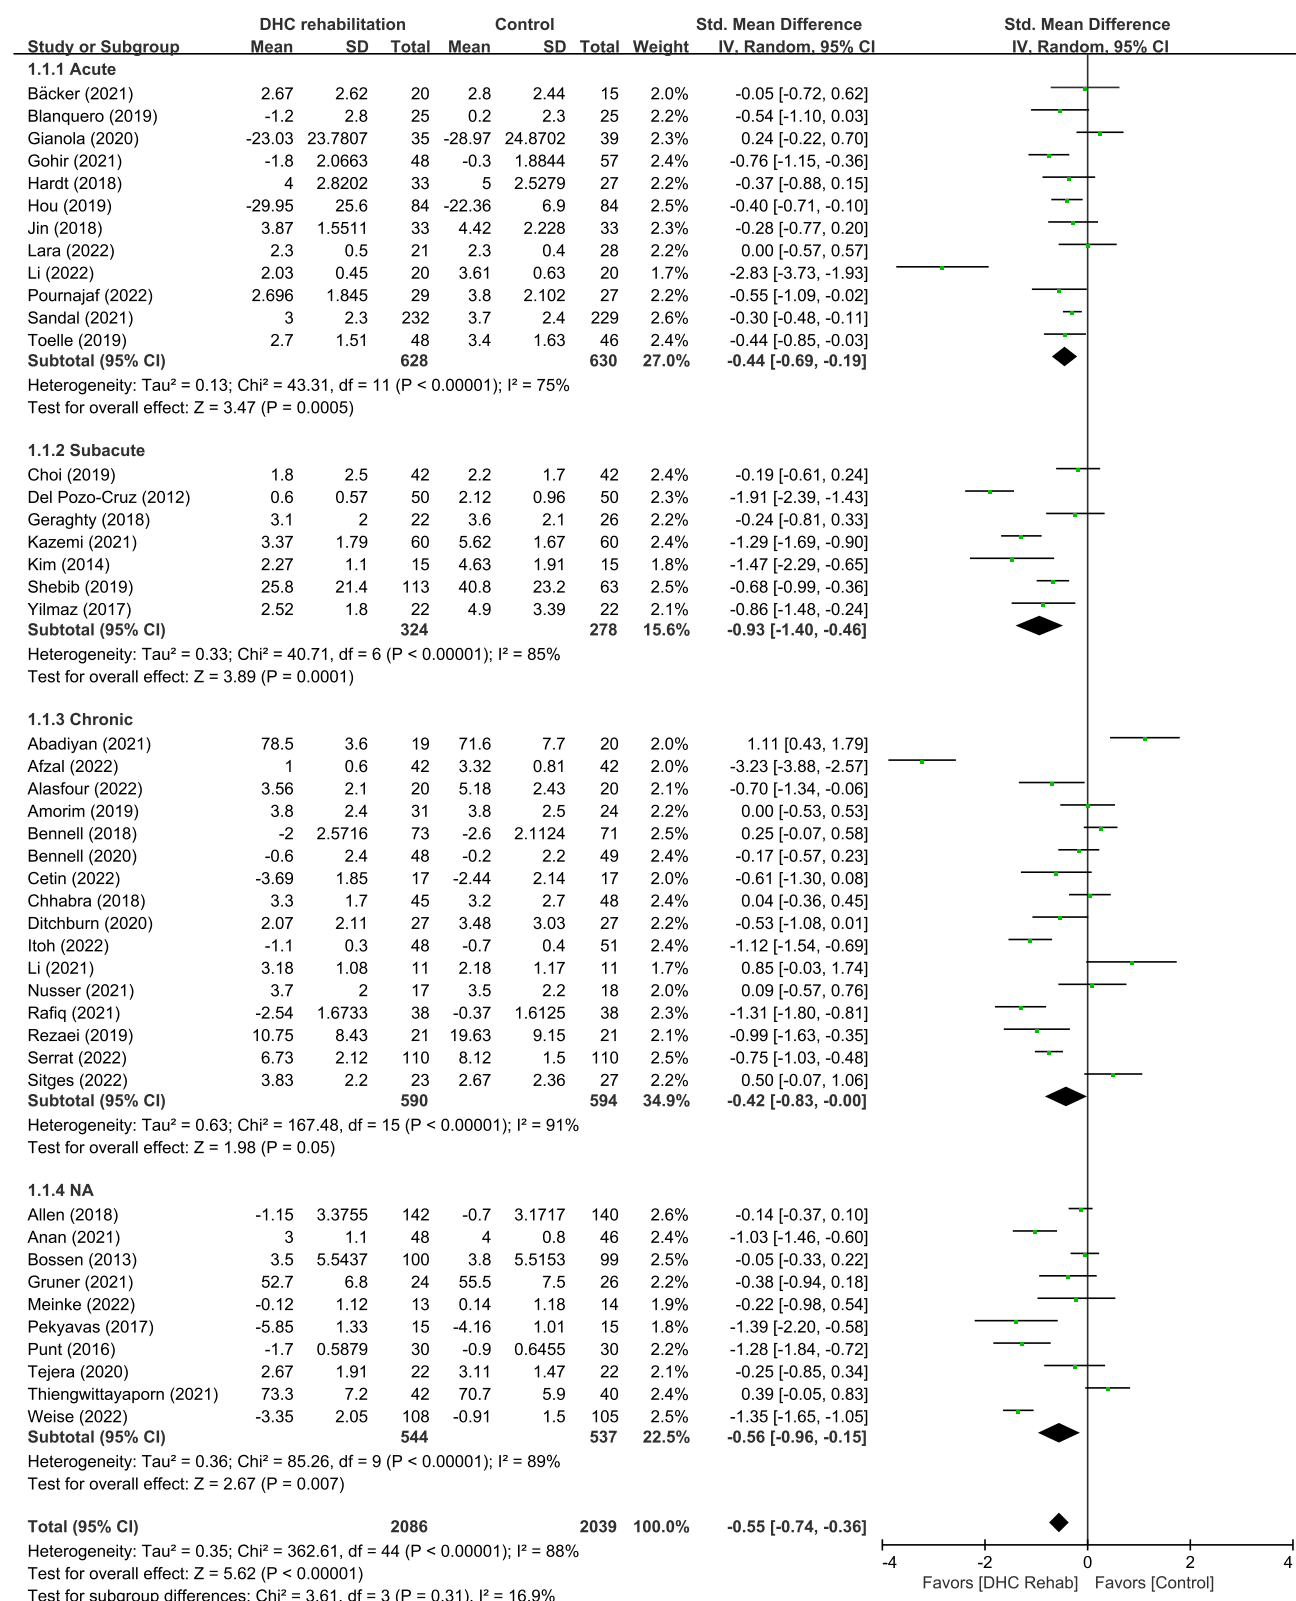 DHC rehabilitation Control Std. Mean Difference Std. Mean Difference
Study or Subgroup Mean SD Total Mean SD Total Weight IV, Random, 95% CI IV, Random, 95% CI
1.1.1 Acute
Bäcker (2021) 2.67 2.62 20 2.8 2.44 15 2.0% -0.05 [-0.72, 0.62]
Blanquero (2019) -1.2 2.8 25 0.2 2.3 25 2.2% -0.54 [-1.10, 0.03]
Gianola (2020) -23.03 23.7807 35 -28.97 24.8702 39 2.3% 0.24 [-0.22, 0.70]
Gohir (2021) -1.8 2.0663 48 -0.3 1.8844 57 2.4% -0.76 [-1.15, -0.36]
Hardt (2018) 4 2.8202 33 5 2.5279 27 2.2% -0.37 [-0.88, 0.15]
Hou (2019) -29.95 25.6 84 -22.36 6.9 84 2.5% -0.40 [-0.71, -0.10]
Jin (2018) 3.87 1.5511 33 4.42 2.228 33 2.3% -0.28 [-0.77, 0.20]
Lara (2022) 2.3 0.5 21 2.3 0.4 28 2.2% 0.00 [-0.57, 0.57]
Li (2022) 2.03 0.45 20 3.61 0.63 20 1.7% -2.83 [-3.73, -1.93]
Pournajaf (2022) 2.696 1.845 29 3.8 2.102 27 2.2% -0.55 [-1.09, -0.02]
Sandal (2021) 3 2.3 232 3.7 2.4 229 2.6% -0.30 [-0.48, -0.11]
Toelle (2019) 2.7 1.51 48 3.4 1.63 46 2.4% -0.44 [-0.85, -0.03]
Subtotal (95% CI) 628 630 27.0% -0.44 [-0.69, -0.19]
Heterogeneity: Tau² = 0.13; Chi² = 43.31, df = 11 (P < 0.00001); I² = 75%
Test for overall effect: Z = 3.47 (P = 0.0005)
1.1.2 Subacute
Choi (2019) 1.8 2.5 42 2.2 1.7 42 2.4% -0.19 [-0.61, 0.24]
Del Pozo-Cruz (2012) 0.6 0.57 50 2.12 0.96 50 2.3% -1.91 [-2.39, -1.43]
Geraghty (2018) 3.1 2 22 3.6 2.1 26 2.2% -0.24 [-0.81, 0.33]
Kazemi (2021) 3.37 1.79 60 5.62 1.67 60 2.4% -1.29 [-1.69, -0.90]
Kim (2014) 2.27 1.1 15 4.63 1.91 15 1.8% -1.47 [-2.29, -0.65]
Shebib (2019) 25.8 21.4 113 40.8 23.2 63 2.5% -0.68 [-0.99, -0.36]
Yilmaz (2017) 2.52 1.8 22 4.9 3.39 22 2.1% -0.86 [-1.48, -0.24]
Subtotal (95% CI) 324 278 15.6% -0.93 [-1.40, -0.46]
Heterogeneity: Tau² = 0.33; Chi² = 40.71, df = 6 (P < 0.00001); I² = 85%
Test for overall effect: Z = 3.89 (P = 0.0001)
1.1.3 Chronic
Abadiyan (2021) 78.5 3.6 19 71.6 7.7 20 2.0% 1.11 [0.43, 1.79]
Afzal (2022) 1 0.6 42 3.32 0.81 42 2.0% -3.23 [-3.88, -2.57]
Alasfour (2022) 3.56 2.1 20 5.18 2.43 20 2.1% -0.70 [-1.34, -0.06]
Amorim (2019) 3.8 2.4 31 3.8 2.5 24 2.2% 0.00 [-0.53, 0.53]
Bennell (2018) -2 2.5716 73 -2.6 2.1124 71 2.5% 0.25 [-0.07, 0.58]
Bennell (2020) -0.6 2.4 48 -0.2 2.2 49 2.4% -0.17 [-0.57, 0.23]
Cetin (2022) -3.69 1.85 17 -2.44 2.14 17 2.0% -0.61 [-1.30, 0.08]
Chhabra (2018) 3.3 1.7 45 3.2 2.7 48 2.4% 0.04 [-0.36, 0.45]
Ditchburn (2020) 2.07 2.11 27 3.48 3.03 27 2.2% -0.53 [-1.08, 0.01]
Itoh (2022) -1.1 0.3 48 -0.7 0.4 51 2.4% -1.12 [-1.54, -0.69]
Li (2021) 3.18 1.08 11 2.18 1.17 11 1.7% 0.85 [-0.03, 1.74]
Nusser (2021) 3.7 2 17 3.5 2.2 18 2.0% 0.09 [-0.57, 0.76]
Rafiq (2021) -2.54 1.6733 38 -0.37 1.6125 38 2.3% -1.31 [-1.80, -0.81]
Rezaei (2019) 10.75 8.43 21 19.63 9.15 21 2.1% -0.99 [-1.63, -0.35]
Serrat (2022) 6.73 2.12 110 8.12 1.5 110 2.5% -0.75 [-1.03, -0.48]
Sitges (2022) 3.83 2.2 23 2.67 2.36 27 2.2% 0.50 [-0.07, 1.06]
Subtotal (95% CI) 590 594 34.9% -0.42 [-0.83, -0.00]
Heterogeneity: Tau² = 0.63; Chi² = 167.48, df = 15 (P < 0.00001); I² = 91%
Test for overall effect: Z = 1.98 (P = 0.05)
1.1.4 NA
Allen (2018) -1.15 3.3755 142 -0.7 3.1717 140 2.6% -0.14 [-0.37, 0.10]
Anan (2021) 3 1.1 48 4 0.8 46 2.4% -1.03 [-1.46, -0.60]
Bossen (2013) 3.5 5.5437 100 3.8 5.5153 99 2.5% -0.05 [-0.33, 0.22]
Gruner (2021) 52.7 6.8 24 55.5 7.5 26 2.2% -0.38 [-0.94, 0.18]
Meinke (2022) -0.12 1.12 13 0.14 1.18 14 1.9% -0.22 [-0.98, 0.54]
Pekyavas (2017) -5.85 1.33 15 -4.16 1.01 15 1.8% -1.39 [-2.20, -0.58]
Punt (2016) -1.7 0.5879 30 -0.9 0.6455 30 2.2% -1.28 [-1.84, -0.72]
Tejera (2020) 2.67 1.91 22 3.11 1.47 22 2.1% -0.25 [-0.85, 0.34]
Thiengwittayaporn (2021) 73.3 7.2 42 70.7 5.9 40 2.4% 0.39 [-0.05, 0.83]
Weise (2022) -3.35 2.05 108 -0.91 1.5 105 2.5% -1.35 [-1.65, -1.05]
Subtotal (95% CI) 544 537 22.5% -0.56 [-0.96, -0.15]
Heterogeneity: Tau² = 0.36; Chi² = 85.26, df = 9 (P < 0.00001); I² = 89%
Test for overall effect: Z = 2.67 (P = 0.007)
Total (95% CI) 2086 2039 100.0% -0.55 [-0.74, -0.36]
Heterogeneity: Tau² = 0.35; Chi² = 362.61, df = 44 (P < 0.00001); I² = 88%
Test for overall effect: Z = 5.62 (P < 0.00001)
Test for subgroup differences: Chi² = 3.61, df = 3 (P = 0.31), I² = 16.9%
-4 -2 0 2 4
Favors [DHC Rehab] Favors [Control]